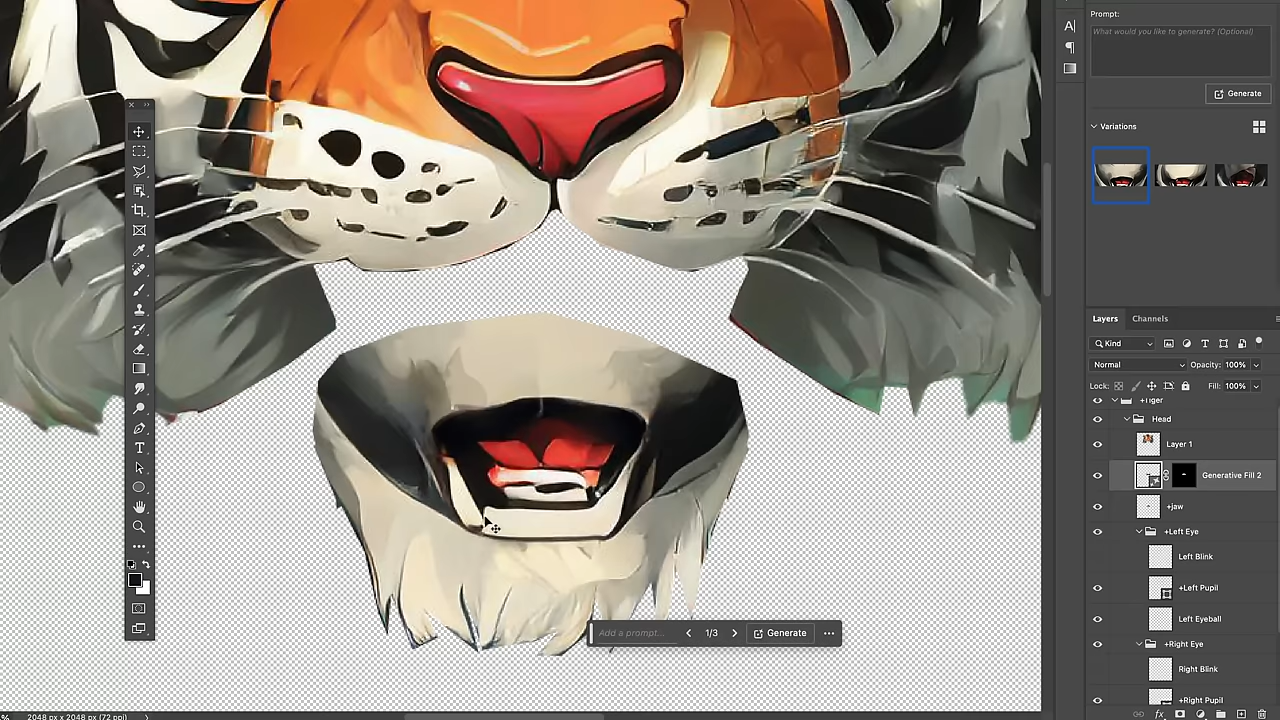 A|
Prompt:
What would you like to generate? (Optional)
Generate
Variations
Layers
Channels
Kind
Normal
Opacity: 100%
Lock:
Fill: 100%
+Tiger
Head
Layer 1
Generative Fill 2
+jaw
+Left Eye
Left Blink
+Left Pupil
Left Eyeball
+Right Eye
Right Blink
+Right Pupil
T
Add a prompt...
1/3
Generate
% 2048 px x 2048 px (72 ppi)
fx